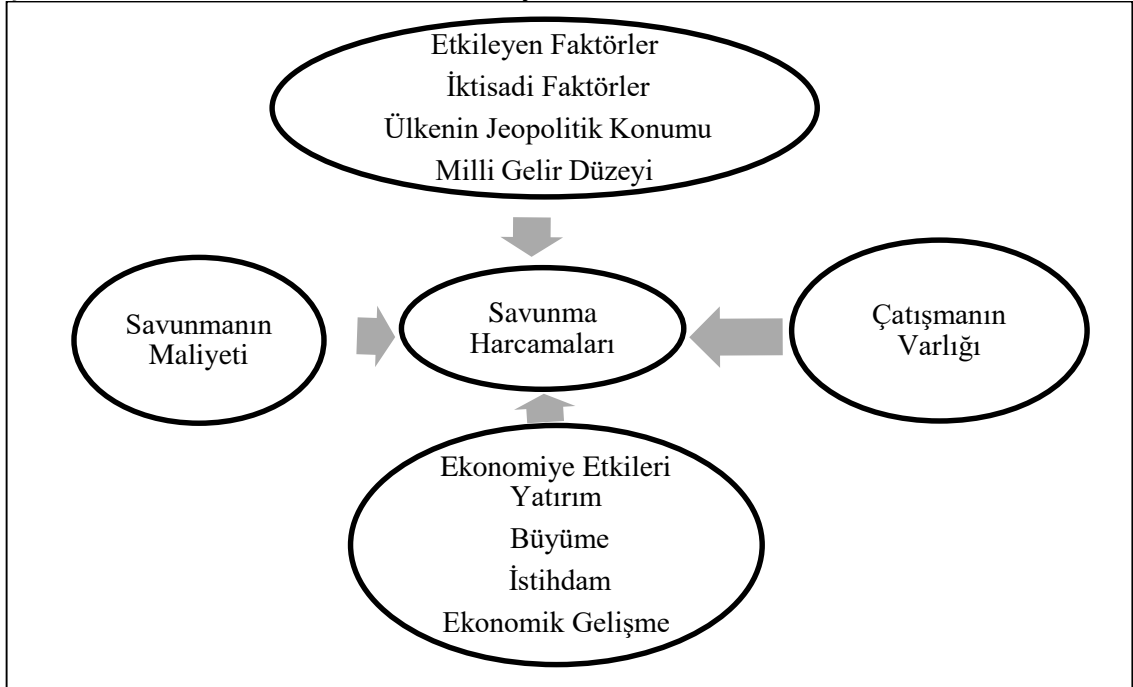 Etkileyen Faktörler
İktisadi Faktörler
Ülkenin Jeopolitik Konumu
Milli Gelir Düzeyi
Savunmanın
Maliyeti
Savunma
Harcamaları
Çatışmanın
Varlığı
Ekonomiye Etkileri
Yatırım
Büyüme
İstihdam
Ekonomik Gelişme